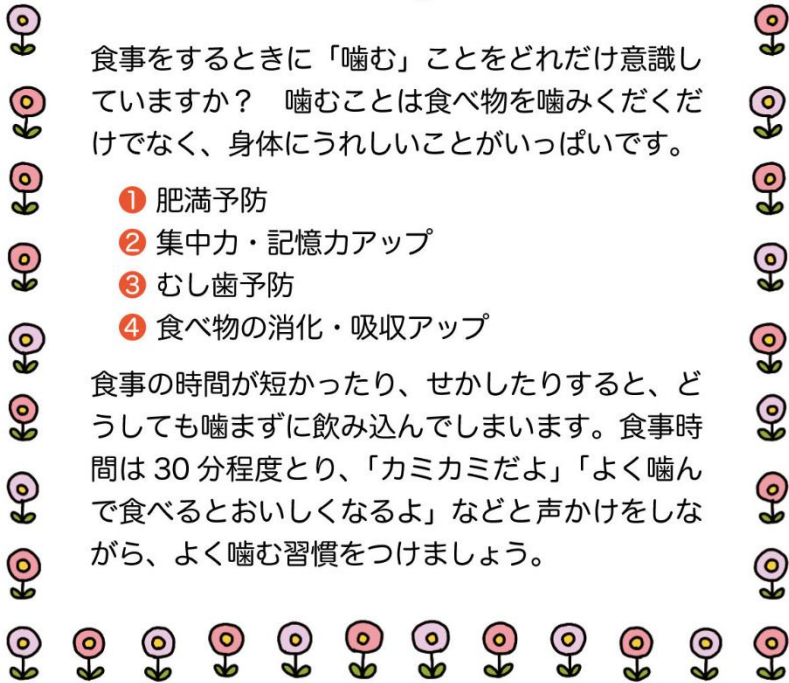 食事をするときに「噛む」ことをどれだけ意識し
ていますか？　噛むことは食べ物を噛みくだくだ
けでなく、身体にうれしいことがいっぱいです。
❶ 肥満予防
❷ 集中力・記憶力アップ
❸ むし歯予防
❹ 食べ物の消化・吸収アップ
食事の時間が短かったり、せかしたりすると、ど
うしても噛まずに飲み込んでしまいます。食事時
間は 30 分程度とり、「カミカミだよ」「よく噛ん
で食べるとおいしくなるよ」などと声かけをしな
がら、よく噛む習慣をつけましょう。